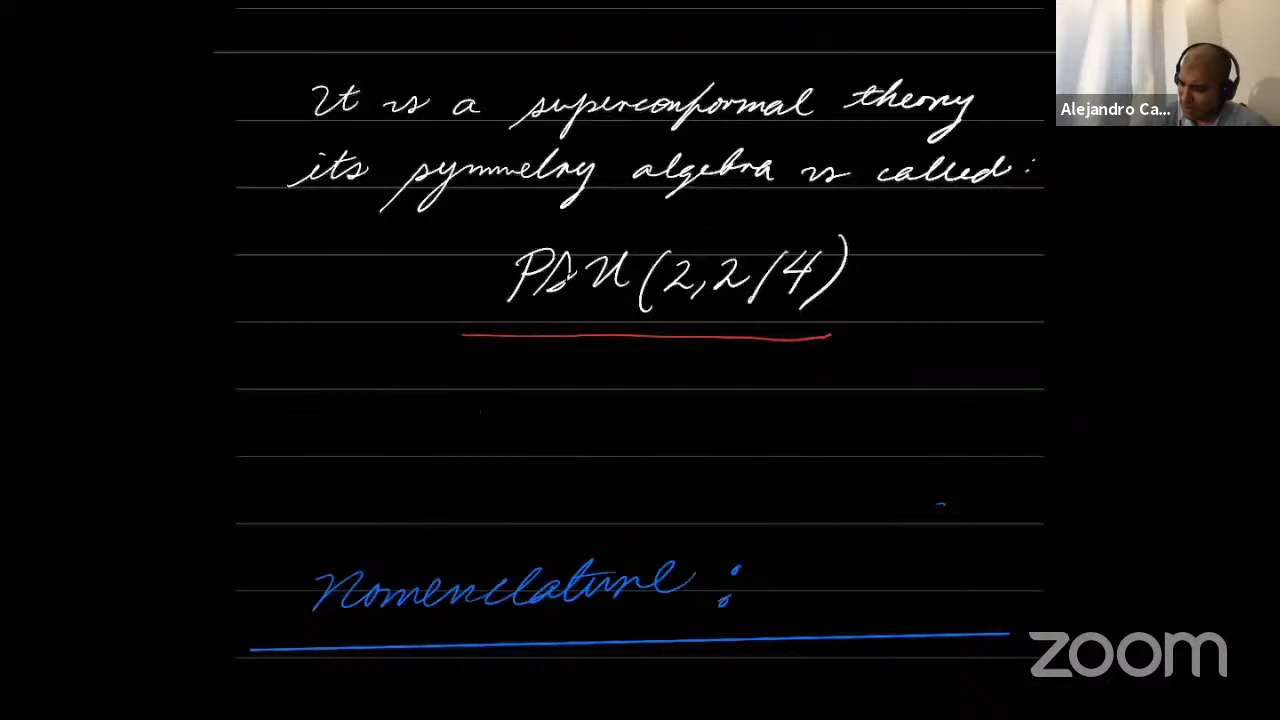 It is a superconformal theory
its symmetry algebra is called:
PSU(2,2/4)
Nomenclature:
Alejandro Ca...
zoom